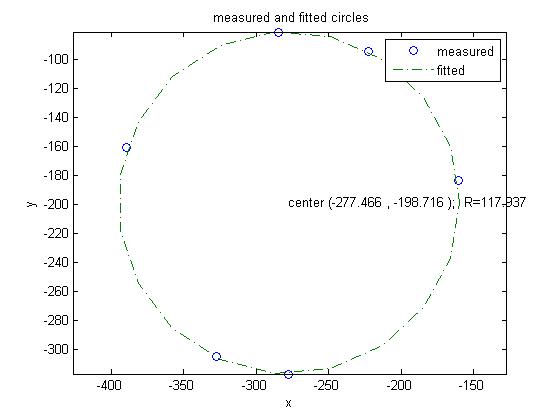 measured and fitted circles
measured
fitted
-100
-120
-140
-160
-180
-200
-220
-240
-260
-280
-300
y
center (-277.466 , -198.716 ); R=117.937
-400
-350
-300
-250
-200
-150
x